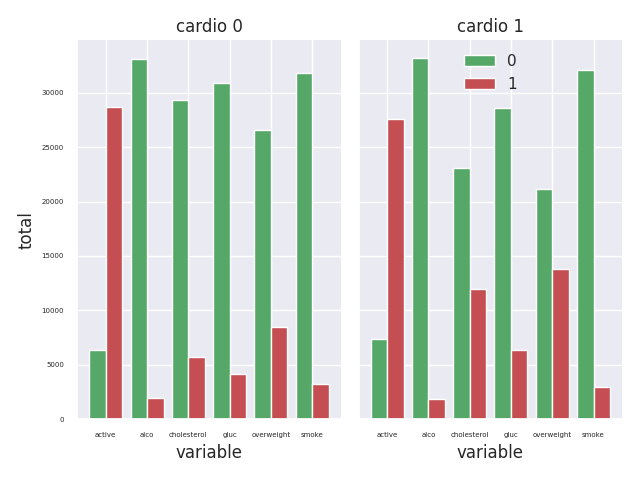 cardio 0
cardio 1
0
1
30000
25000
20000
15000
10000
5000
0
total
active alco cholesterol gluc overweight smoke
active alco cholesterol gluc overweight smoke
variable
variable